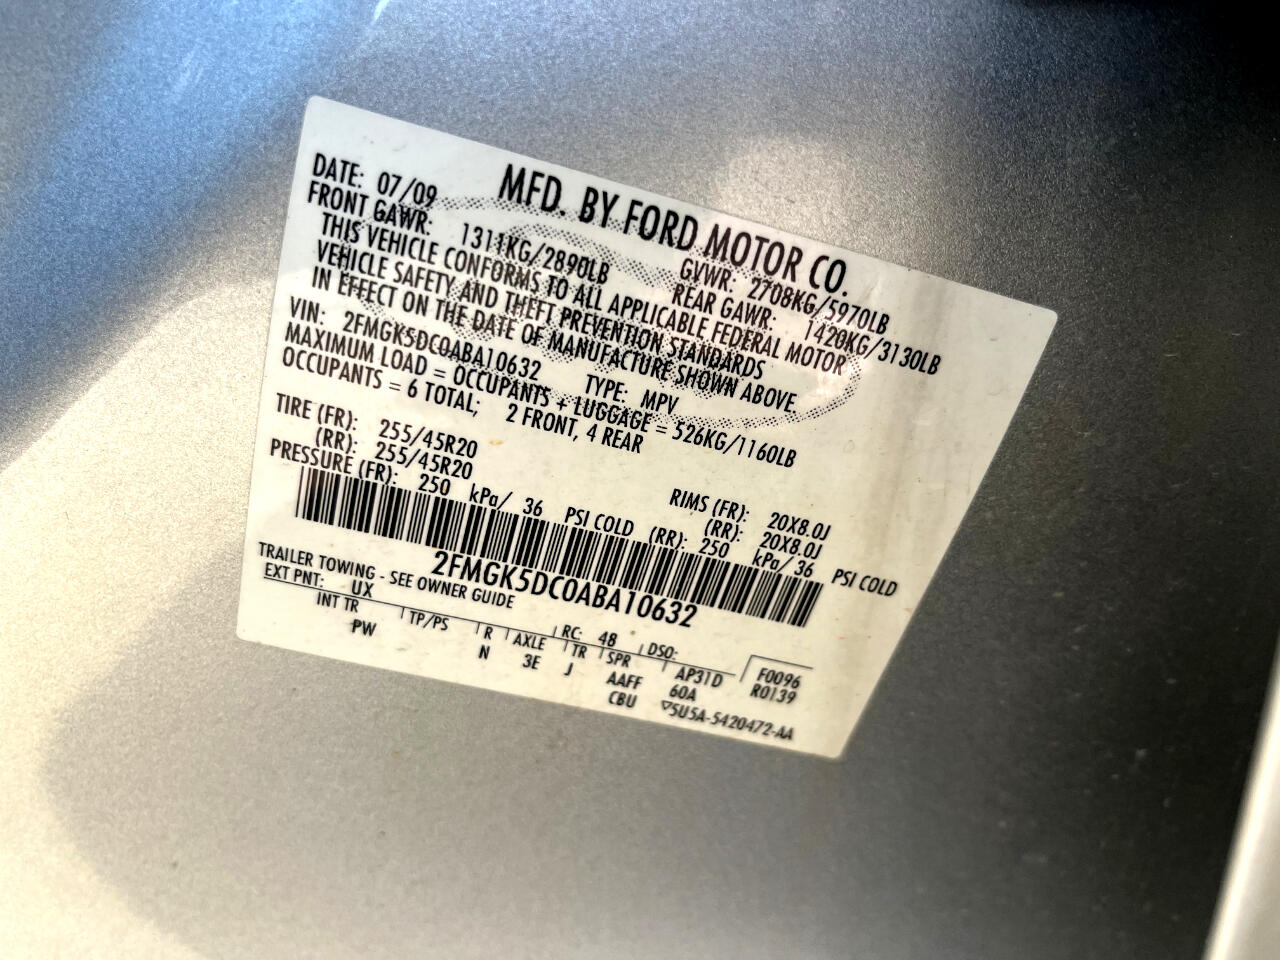 MFD. BY FORD MOTOR CO.
DATE: 07/09 GVWR: 2708KG/5970LB
FRONT GAWR: 1311KG/2890LB REAR GAWR: 1420KG/3130LB
THIS VEHICLE CONFORMS TO ALL APPLICABLE FEDERAL MOTOR
VEHICLE SAFETY AND THEFT PREVENTION STANDARDS
IN EFFECT ON THE DATE OF MANUFACTURE SHOWN ABOVE.
VIN: 2FMGK5DC0ABA10632 TYPE: MPV
MAXIMUM LOAD = OCCUPANTS + LUGGAGE = 526KG/1160LB
OCCUPANTS = 6 TOTAL; 2 FRONT, 4 REAR
TIRE (FR): 255/45R20 RIMS (FR): 20X8.0J
(RR): 255/45R20 (RR): 20X8.0J
PRESSURE (FR): 250 kPa/ 36 PSI COLD (RR): 250 kPa/ 36 PSI COLD
2FMGK5DC0ABA10632
TRAILER TOWING - SEE OWNER GUIDE
EXT PNT: UX RC: 48 DSO: F0096
INT TR TP/PS R AXLE TR SPR AP31D R0139
PW N 3E J AAFF 60A
CBU ▽5U5A-5420472-AA